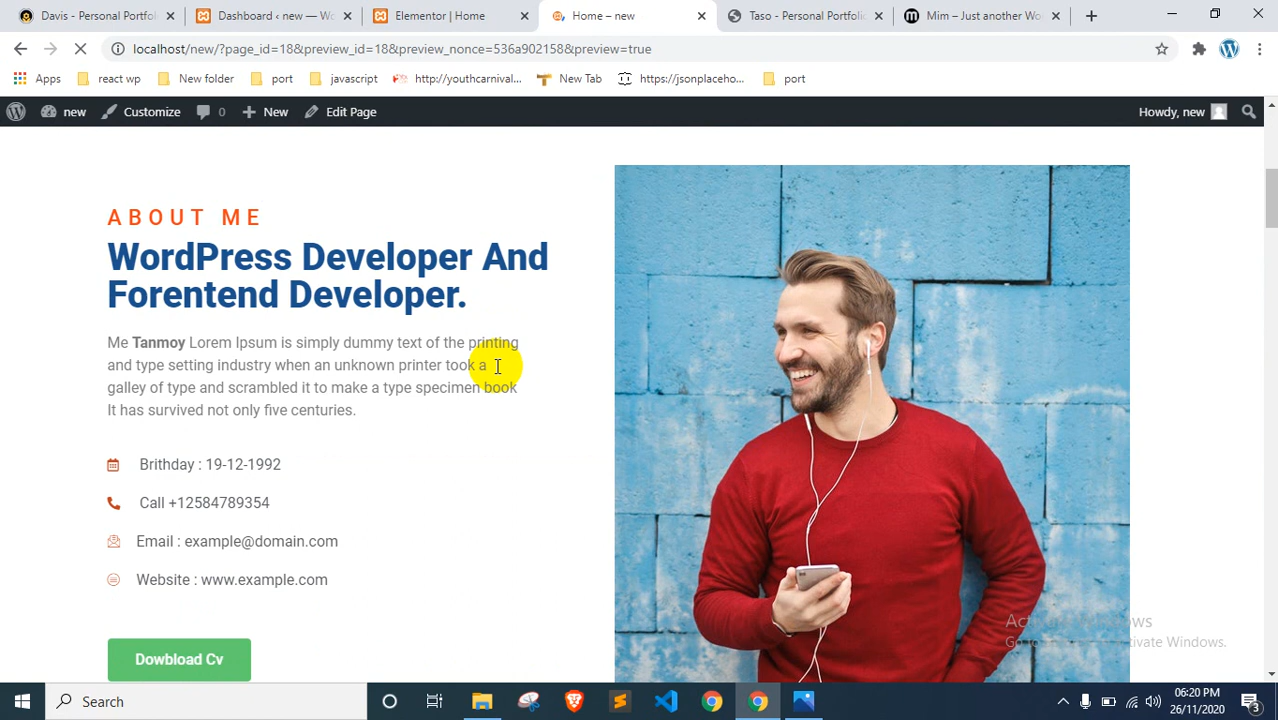 Davis - Personal Portfo
Dashboard ‹ new — Wo
Elementor | Home
Home – new
Taso - Personal Portfolio
Mim – Just another Wo
localhost/new/?page_id=18&preview_id=18&preview_nonce=536a902158&preview=true
Apps
react wp
New folder
port
javascript
http://youthcarnival...
New Tab
https://jsonplaceho...
port
new
Customize
0
New
Edit Page
Howdy, new
ABOUT ME
WordPress Developer And
Forentend Developer.
Me Tanmoy Lorem Ipsum is simply dummy text of the printing
and type setting industry when an unknown printer took a
galley of type and scrambled it to make a type specimen book
It has survived not only five centuries.
Brithday : 19-12-1992
Call +12584789354
Email : example@domain.com
Website : www.example.com
Dowbload Cv
Search
06:20 PM
26/11/2020
3